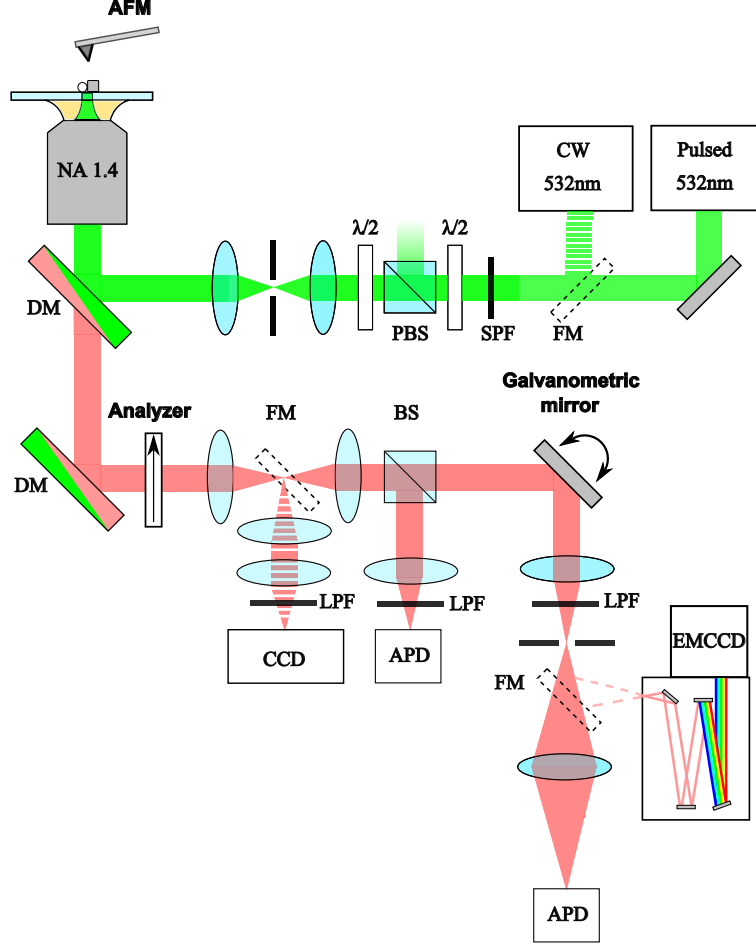 AFM
NA 1.4
CW
532nm
Pulsed
532nm
λ/2
λ/2
DM
PBS
SPF
FM
Galvanometric
mirror
Analyzer
FM
BS
DM
LPF
LPF
LPF
CCD
APD
EMCCD
FM
APD